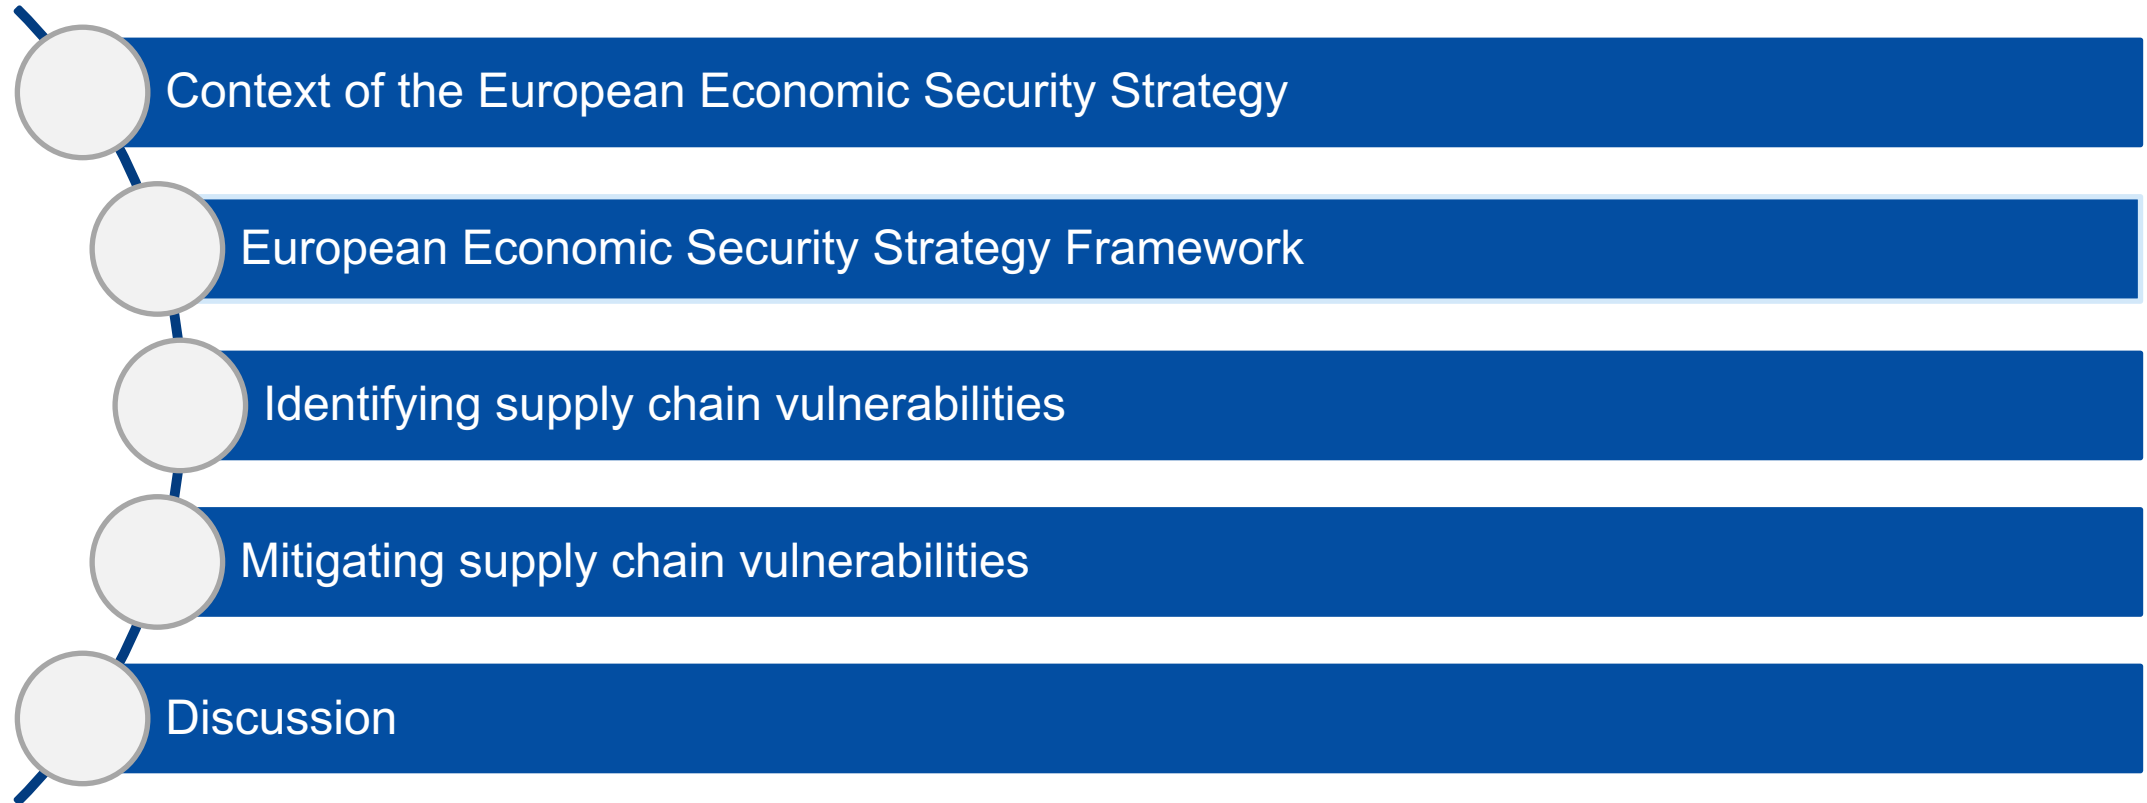 Context of the European Economic Security Strategy
European Economic Security Strategy Framework
Identifying supply chain vulnerabilities
Mitigating supply chain vulnerabilities
Discussion